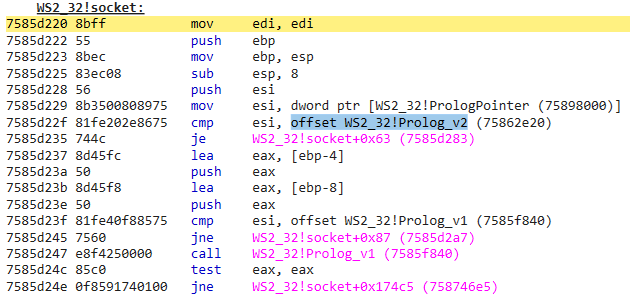 WS2_32!socket:
7585d220 8bff mov edi, edi
7585d222 55 push ebp
7585d223 8bec mov ebp, esp
7585d225 83ec08 sub esp, 8
7585d228 56 push esi
7585d229 8b3500808975 mov esi, dword ptr [WS2_32!PrologPointer (75898000)]
7585d22f 81fe202e8675 cmp esi, offset WS2_32!Prolog_v2 (75862e20)
7585d235 744c je WS2_32!socket+0x63 (7585d283)
7585d237 8d45fc lea eax, [ebp-4]
7585d23a 50 push eax
7585d23b 8d45f8 lea eax, [ebp-8]
7585d23e 50 push eax
7585d23f 81fe40f88575 cmp esi, offset WS2_32!Prolog_v1 (7585f840)
7585d245 7560 jne WS2_32!socket+0x87 (7585d2a7)
7585d247 e8f4250000 call WS2_32!Prolog_v1 (7585f840)
7585d24c 85c0 test eax, eax
7585d24e 0f8591740100 jne WS2_32!socket+0x174c5 (758746e5)